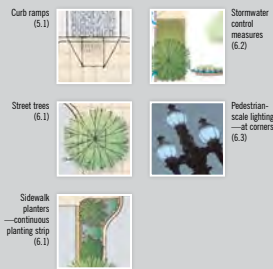 Curb ramps
(5.1)
Stormwater
control
measures
(6.2)
Street trees
(6.1)
Pedestrian-
scale lighting
—at corners
(6.3)
Sidewalk
planters
—continuous
planting strip
(6.1)